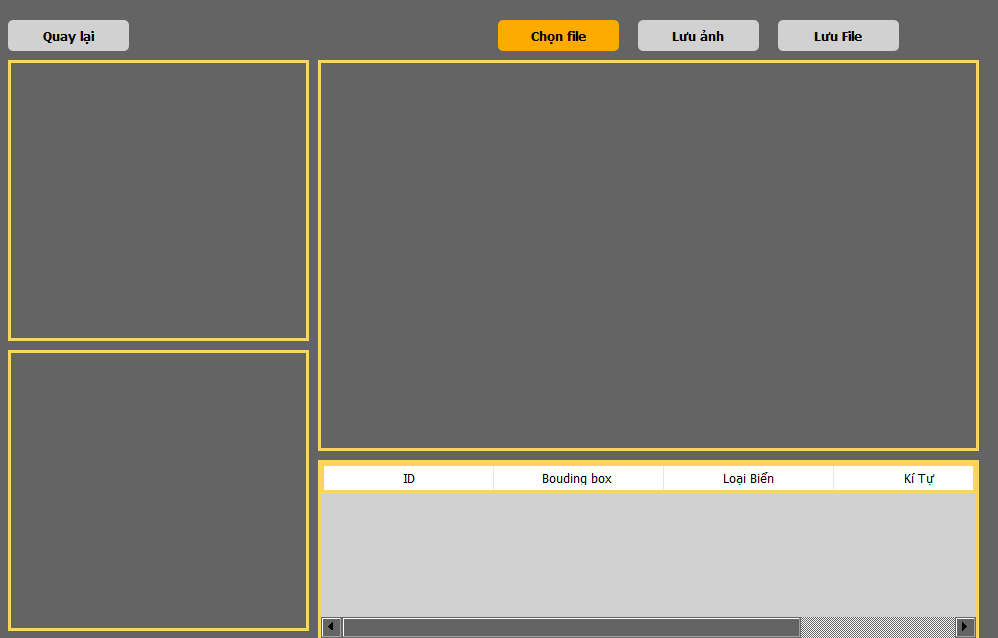 Quay lại
Chọn file
Lưu ảnh
Lưu File
ID
Bouding box
Loại Biển
Kí Tự